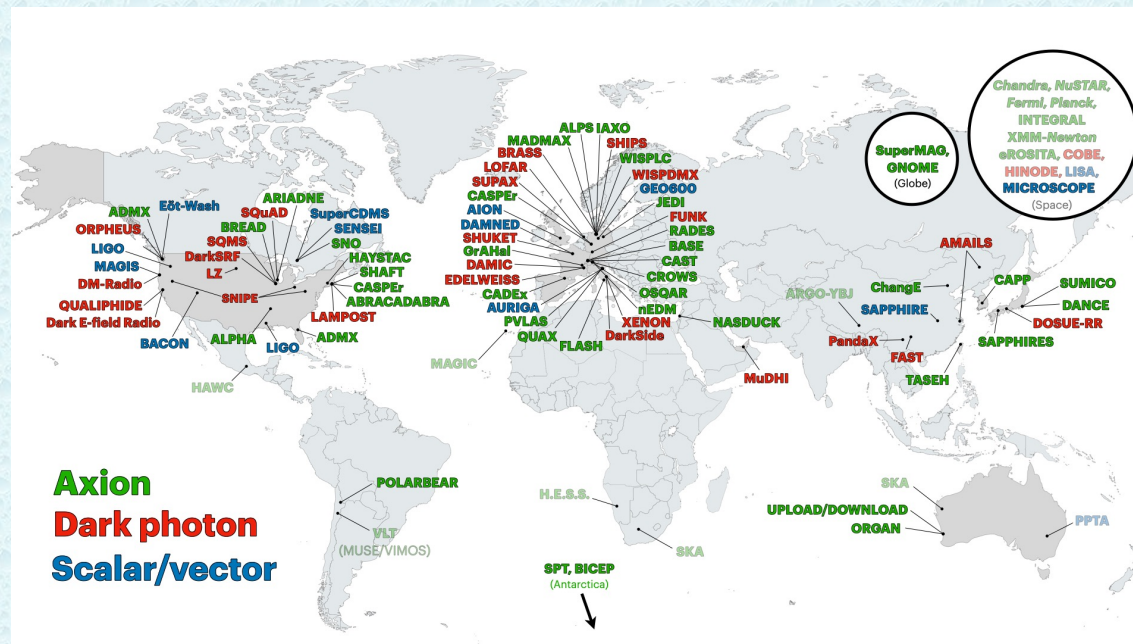 Chandra, NuSTAR,
Fermi, Planck,
INTEGRAL
XMM-Newton
eROSITA, COBE,
HINODE, LISA,
MICROSCOPE
(Space)
SuperMAG,
GNOME
(Globe)
ADMX
Eöt-Wash
ORPHEUS
LIGO
MAGIS
DM-Radio
QUALIPHIDE
Dark E-field Radio
BACON
ARIADNE
SQuAD
BREAD
SQMS
DarkSRF
LZ
SNIPE
SuperCDMS
SENSEI
SNO
HAYSTAC
SHAFT
CASPEr
ABRACADABRA
LAMPOST
ADMX
ALPHA
LIGO
HAWC
ALPS
IAXO
MADMAX
BRASS
LOFAR
SUPAX
CASPEr
AION
DAMNED
SHUKET
GrAHal
DAMIC
EDELWEISS
CADEx
AURIGA
PVLAS
QUAX
FLASH
SHIPS
WISPLC
WISPDMX
GEO600
JEDI
FUNK
RADES
BASE
CAST
CROWS
OSQAR
nEDM
XENON
DarkSide
NASDUCK
MAGIC
MuDHI
ARGO-YBJ
AMAILS
ChangE
CAPP
SUMICO
SAPPHIRE
DANCE
DOSUE-RR
PandaX
SAPPHIRES
FAST
TASEH
POLARBEAR
VLT
(MUSE/VIMOS)
H.E.S.S.
SKA
SKA
UPLOAD/DOWNLOAD
ORGAN
PPTA
SPT, BICEP
(Antarctica)
Axion
Dark photon
Scalar/vector